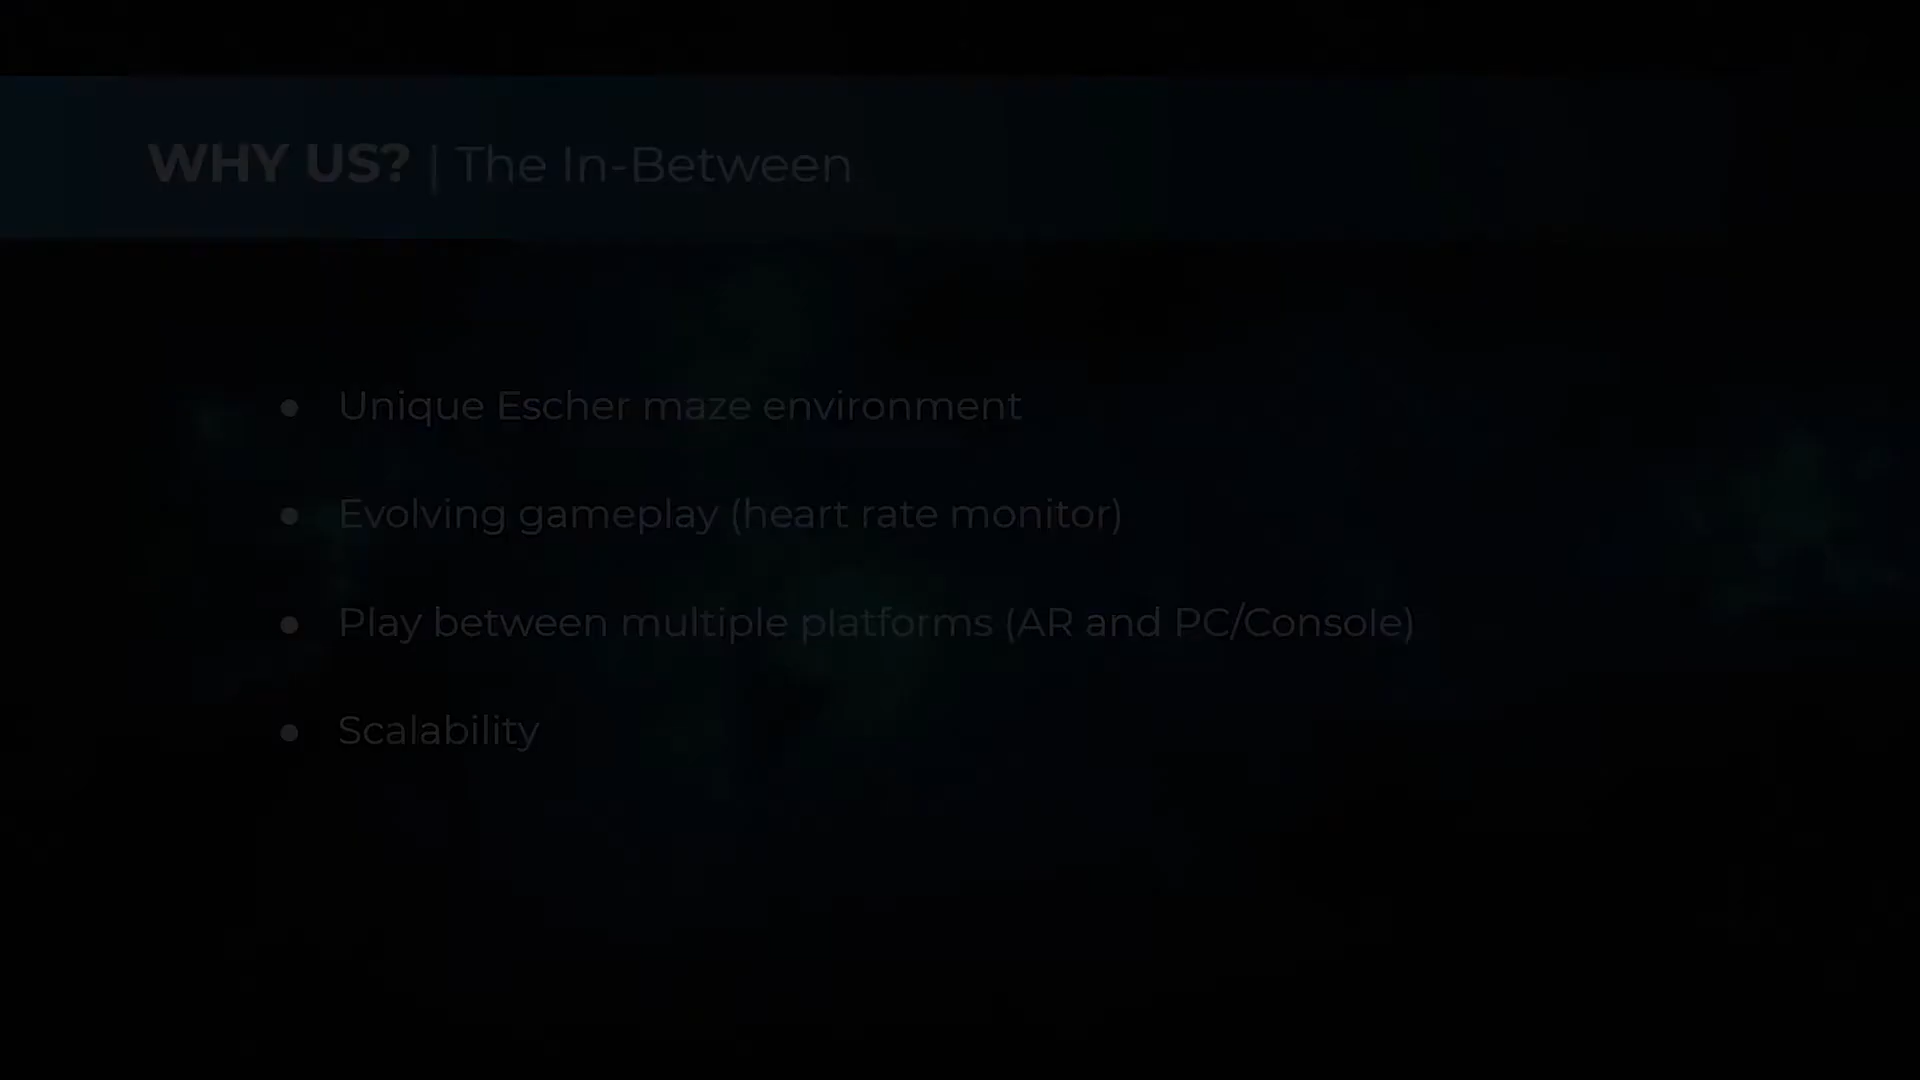 WHY US? | The In-Between
● Unique Escher maze environment
● Evolving gameplay (heart rate monitor)
● Play between multiple platforms (AR and PC/Console)
● Scalability